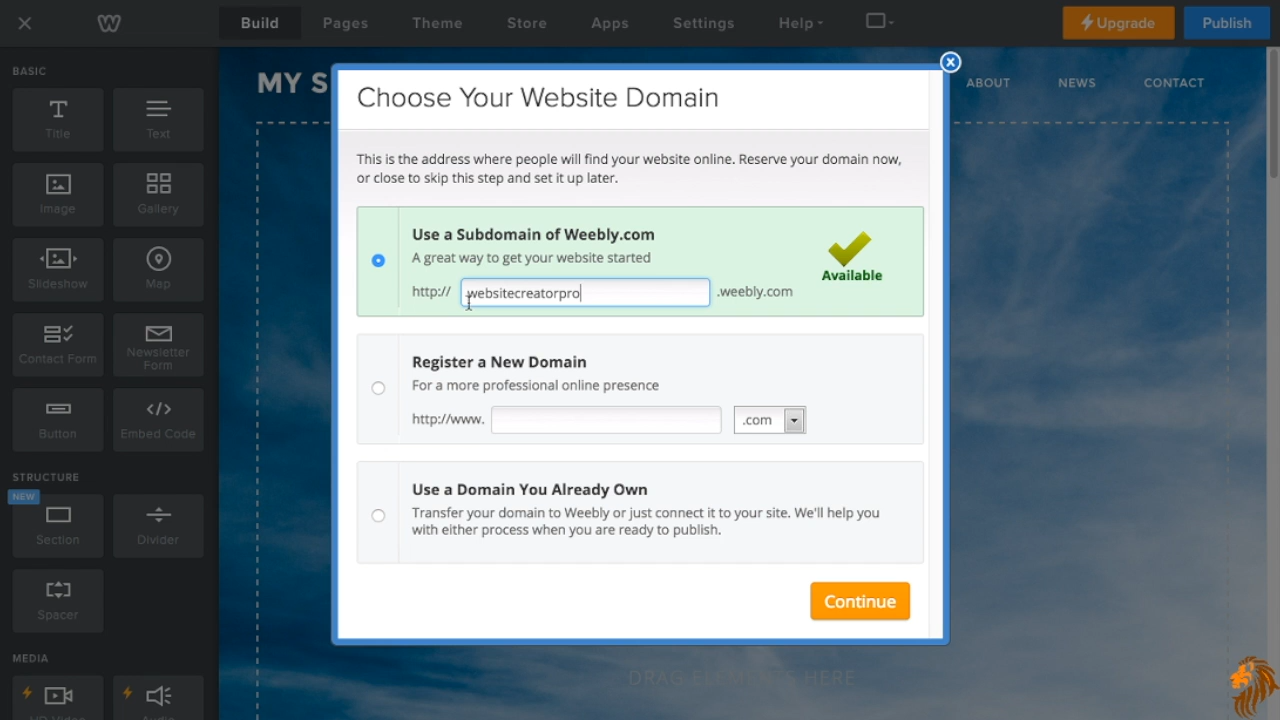 Build Pages Theme Store Apps Settings Help Upgrade Publish
BASIC
Title Text
Image Gallery
Slideshow Map
Contact Form Newsletter
Form
Button Embed Code
STRUCTURE
NEW
Section Divider
Spacer
MEDIA
HD Video Audio
MY S
ABOUT NEWS CONTACT
Choose Your Website Domain
This is the address where people will find your website online. Reserve your domain now,
or close to skip this step and set it up later.
Use a Subdomain of Weebly.com
A great way to get your website started
Available
http:// websitecreatorpro .weebly.com
Register a New Domain
For a more professional online presence
http://www. .com
Use a Domain You Already Own
Transfer your domain to Weebly or just connect it to your site. We'll help you
with either process when you are ready to publish.
Continue
DRAG ELEMENTS HERE